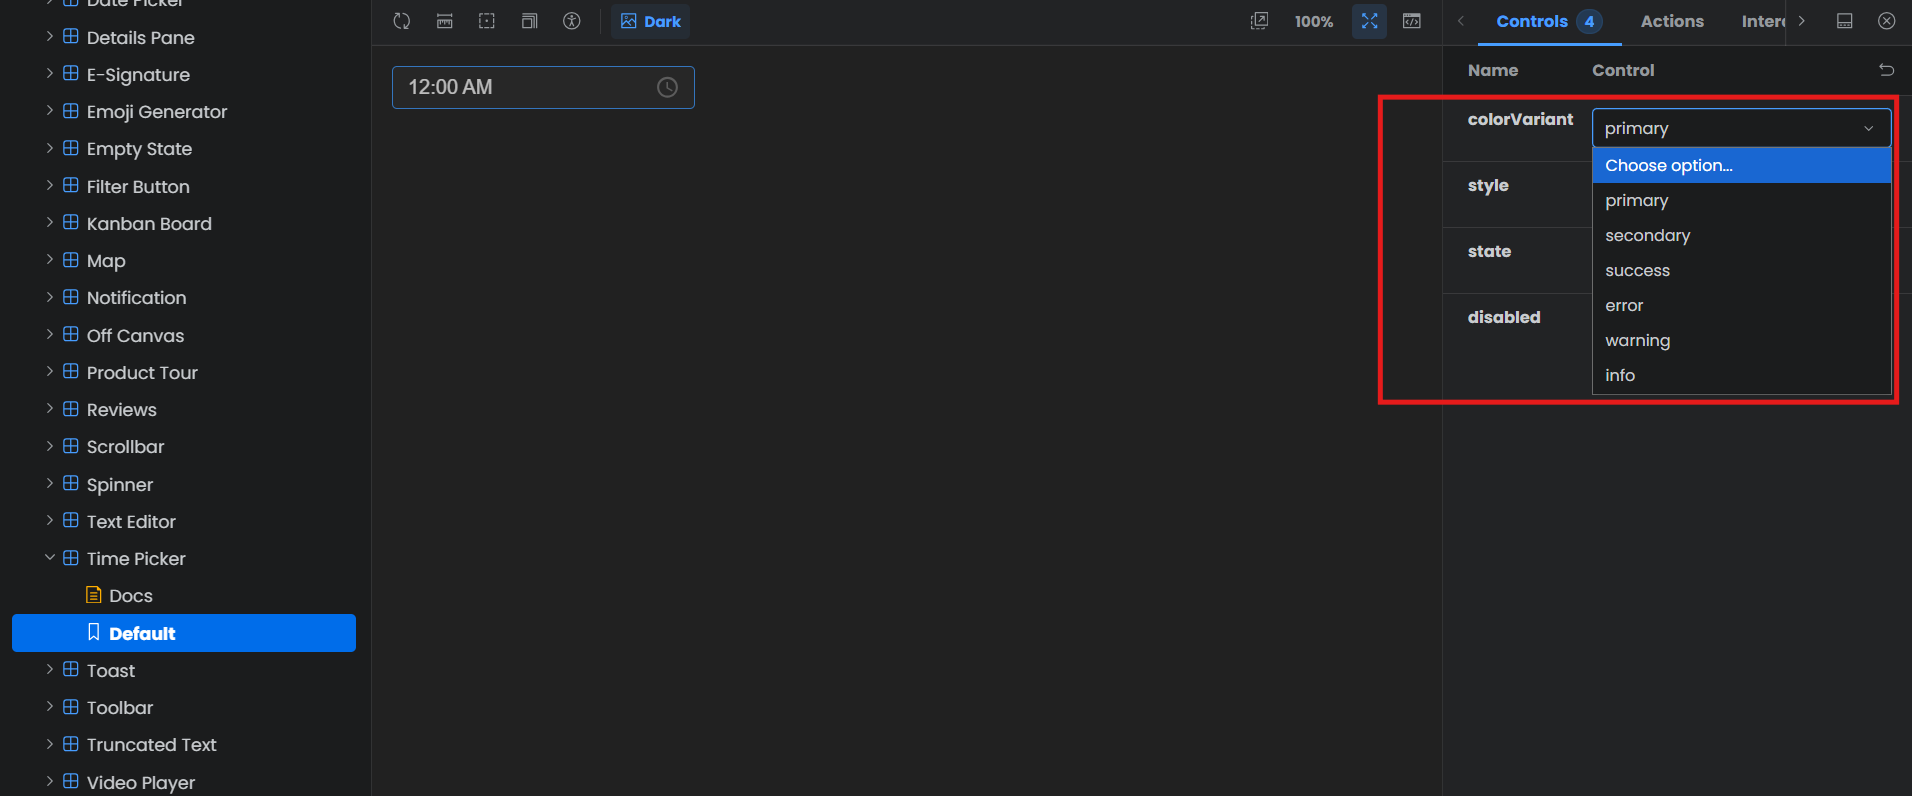 Date Picker
Details Pane
E-Signature
Emoji Generator
Empty State
Filter Button
Kanban Board
Map
Notification
Off Canvas
Product Tour
Reviews
Scrollbar
Spinner
Text Editor
Time Picker
Docs
Default
Toast
Toolbar
Truncated Text
Video Player
Dark
100%
12:00 AM
Controls 4 Actions
Name Control
colorVariant primary
Choose option...
primary
style
secondary
state
success
error
disabled
warning
info